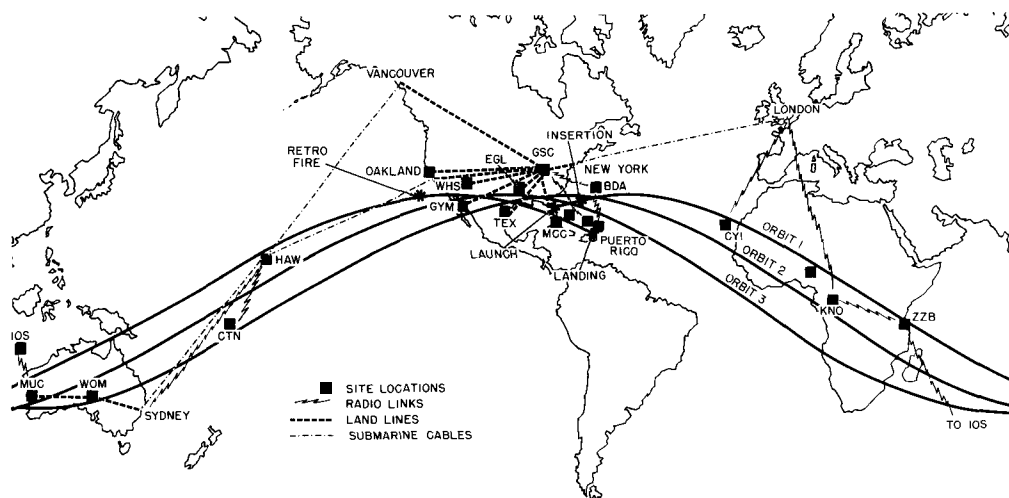 VANCOUVER
LONDON
INSERTION
GSC
RETRO
FIRE
EGL
OAKLAND
NEW YORK
WHS
BDA
GYM
TEX
MCC
PUERTO
RICO
LAUNCH
LANDING
HAW
CYI
ORBIT 1
ORBIT 2
ORBIT 3
KNO
ZZB
CTN
IOS
MUC
WOM
SYDNEY
TO IOS
SITE LOCATIONS
RADIO LINKS
LAND LINES
SUBMARINE CABLES